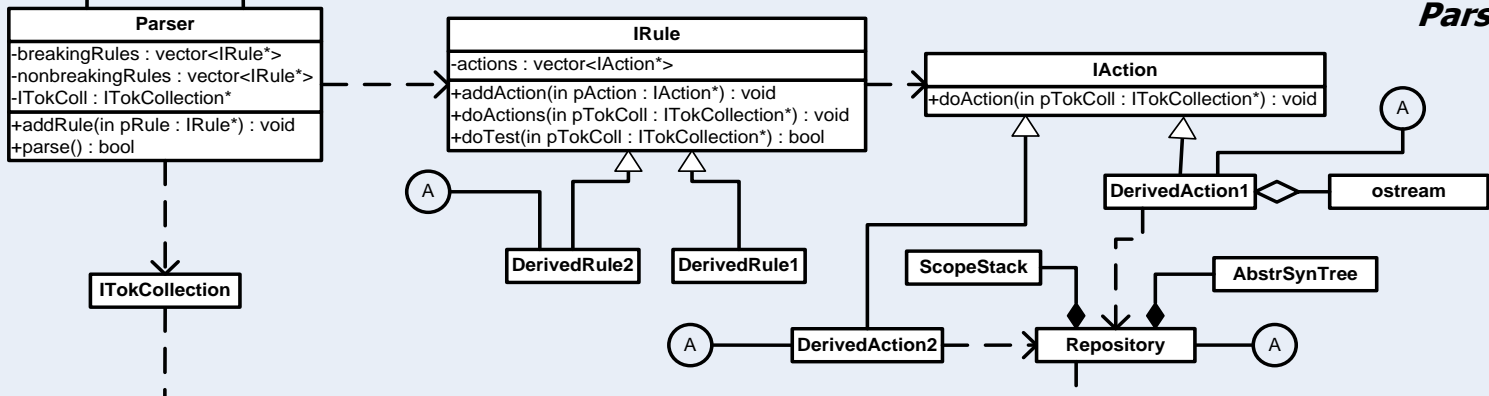 Pars
Parser
-breakingRules : vector<IRule*>
-nonbreakingRules : vector<IRule*>
-ITokColl : ITokCollection*
+addRule(in pRule : IRule*) : void
+parse() : bool
IRule
-actions : vector<IAction*>
+addAction(in pAction : IAction*) : void
+doActions(in pTokColl : ITokCollection*) : void
+doTest(in pTokColl : ITokCollection*) : bool
IAction
+doAction(in pTokColl : ITokCollection*) : void
A
A
DerivedAction1
ostream
DerivedRule2
DerivedRule1
ScopeStack
AbstrSynTree
ITokCollection
A
DerivedAction2
Repository
A